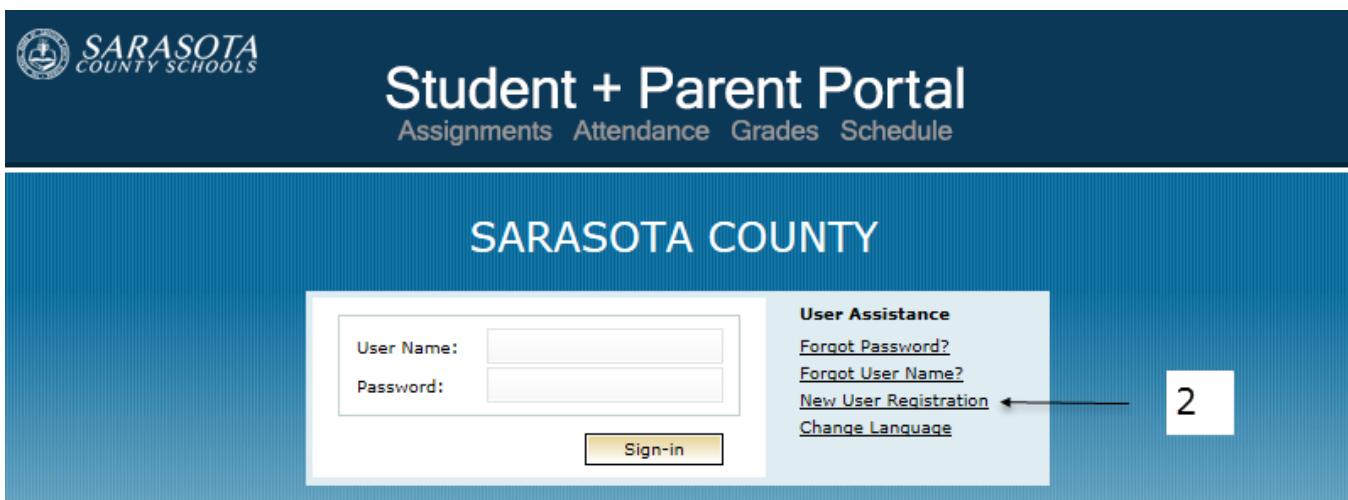 SARASOTA
COUNTY SCHOOLS
Student + Parent Portal
Assignments Attendance Grades Schedule
SARASOTA COUNTY
User Name:
Password:
Sign-in
User Assistance
Forgot Password?
Forgot User Name?
New User Registration
Change Language
2